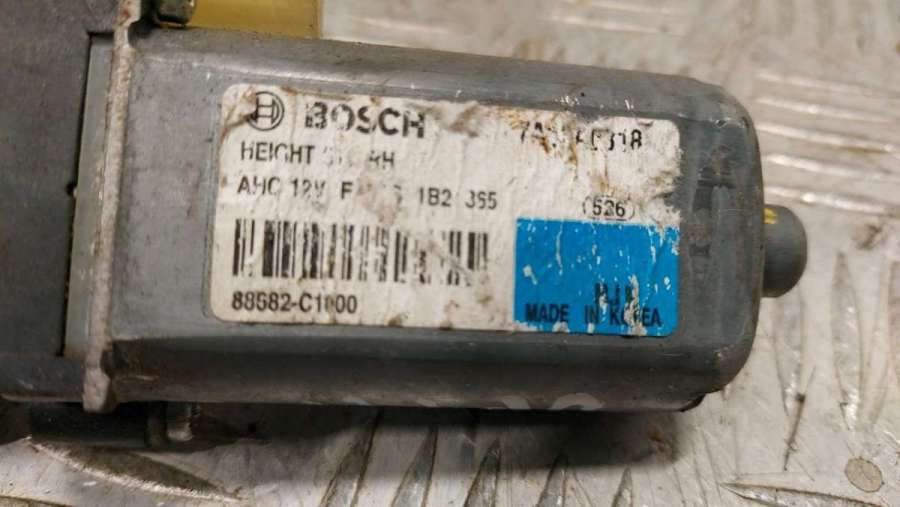 BOSCH
HEIGHT RH
AHC 12V 1B2 355
(526)
88582-C1000
MADE IN KOREA